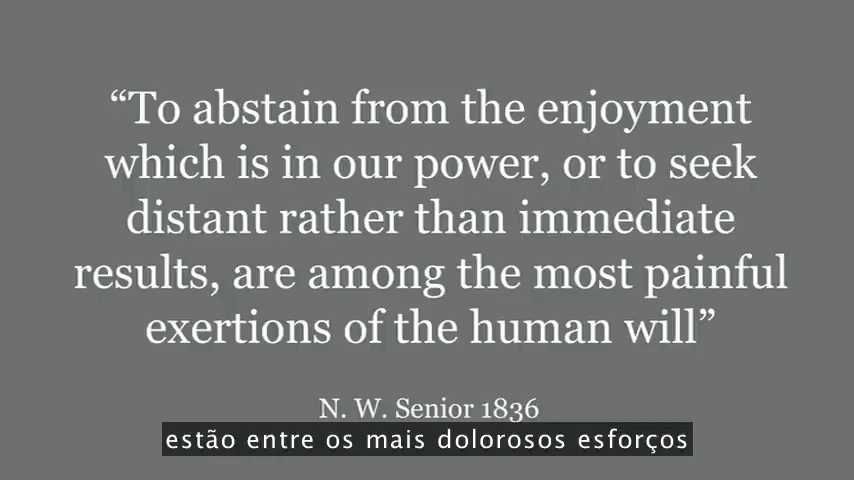 “To abstain from the enjoyment
which is in our power, or to seek
distant rather than immediate
results, are among the most painful
exertions of the human will”
N. W. Senior 1836
estão entre os mais dolorosos esforços